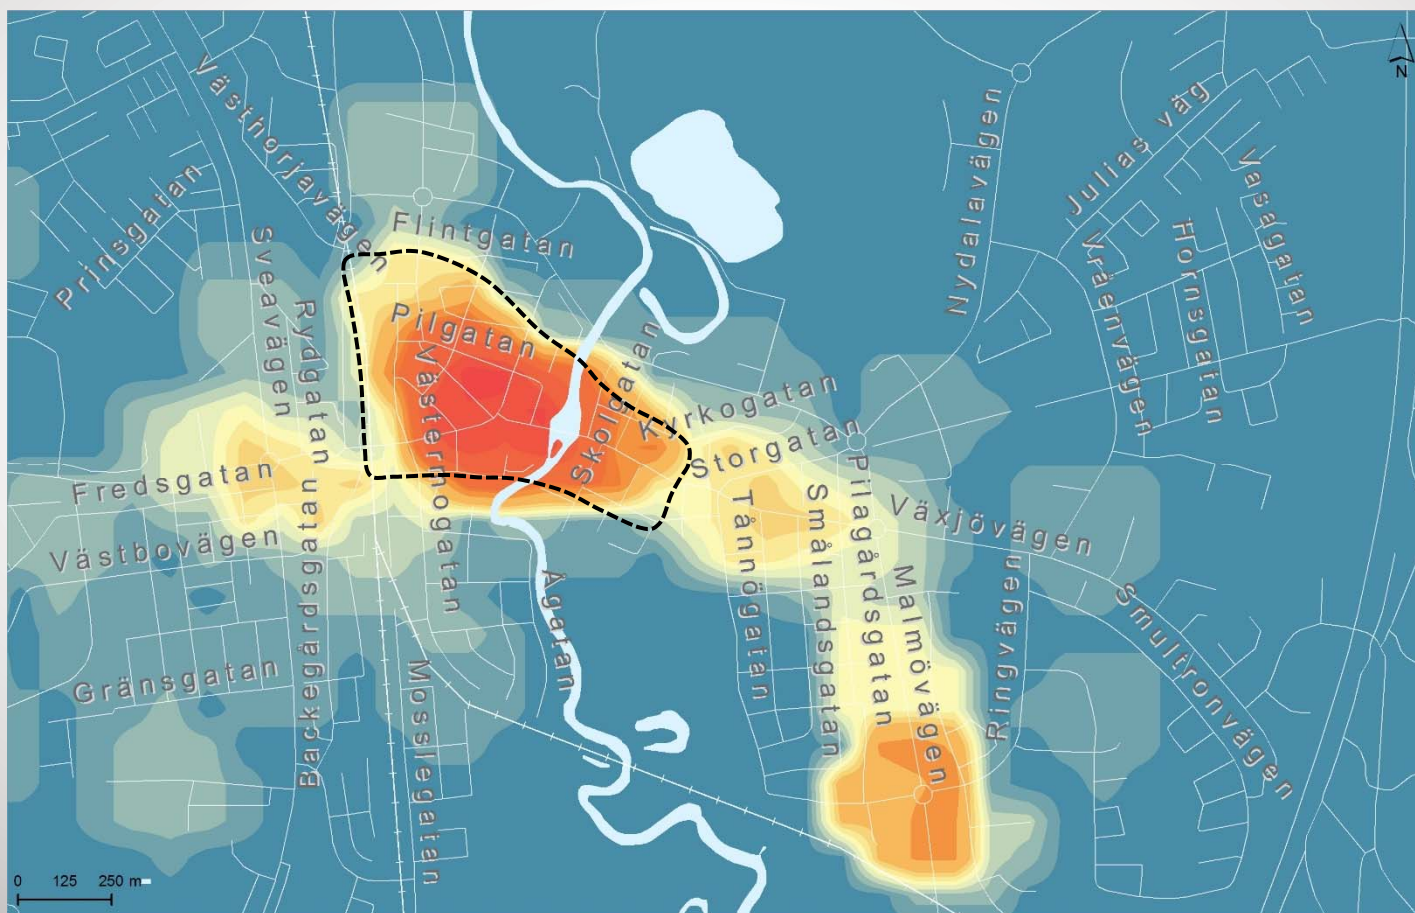 N
Västhorjavägen
Prinsgatan
Flintgatan
Sveavägen
Rydgatan
Pilgatan
Västermogatan
Skolgatan
Kyrkogatan
Storgatan
Nydalavägen
Julias väg
Vasagatan
Vråenvägen
Hornsgatan
Fredsgatan
Västbovägen
Gränsgatan
Backegårdsgatan
Mosslegatan
Ågatan
Tånnögatan
Smålandsgatan
Pilagårdsgatan
Malmövägen
Växjövägen
Ringvägen
Smultronvägen
0 125 250 m